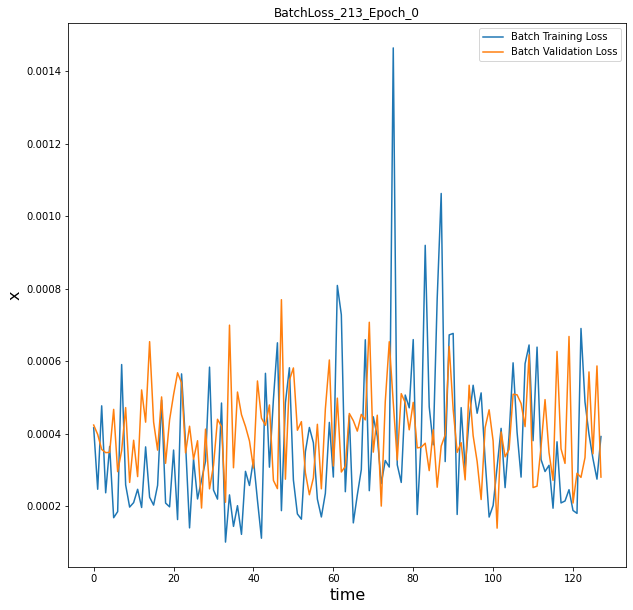 BatchLoss_213_Epoch_0
Batch Training Loss
Batch Validation Loss
0.0014
0.0012
0.0010
0.0008
0.0006
0.0004
0.0002
x
0 20 40 60 80 100 120
time